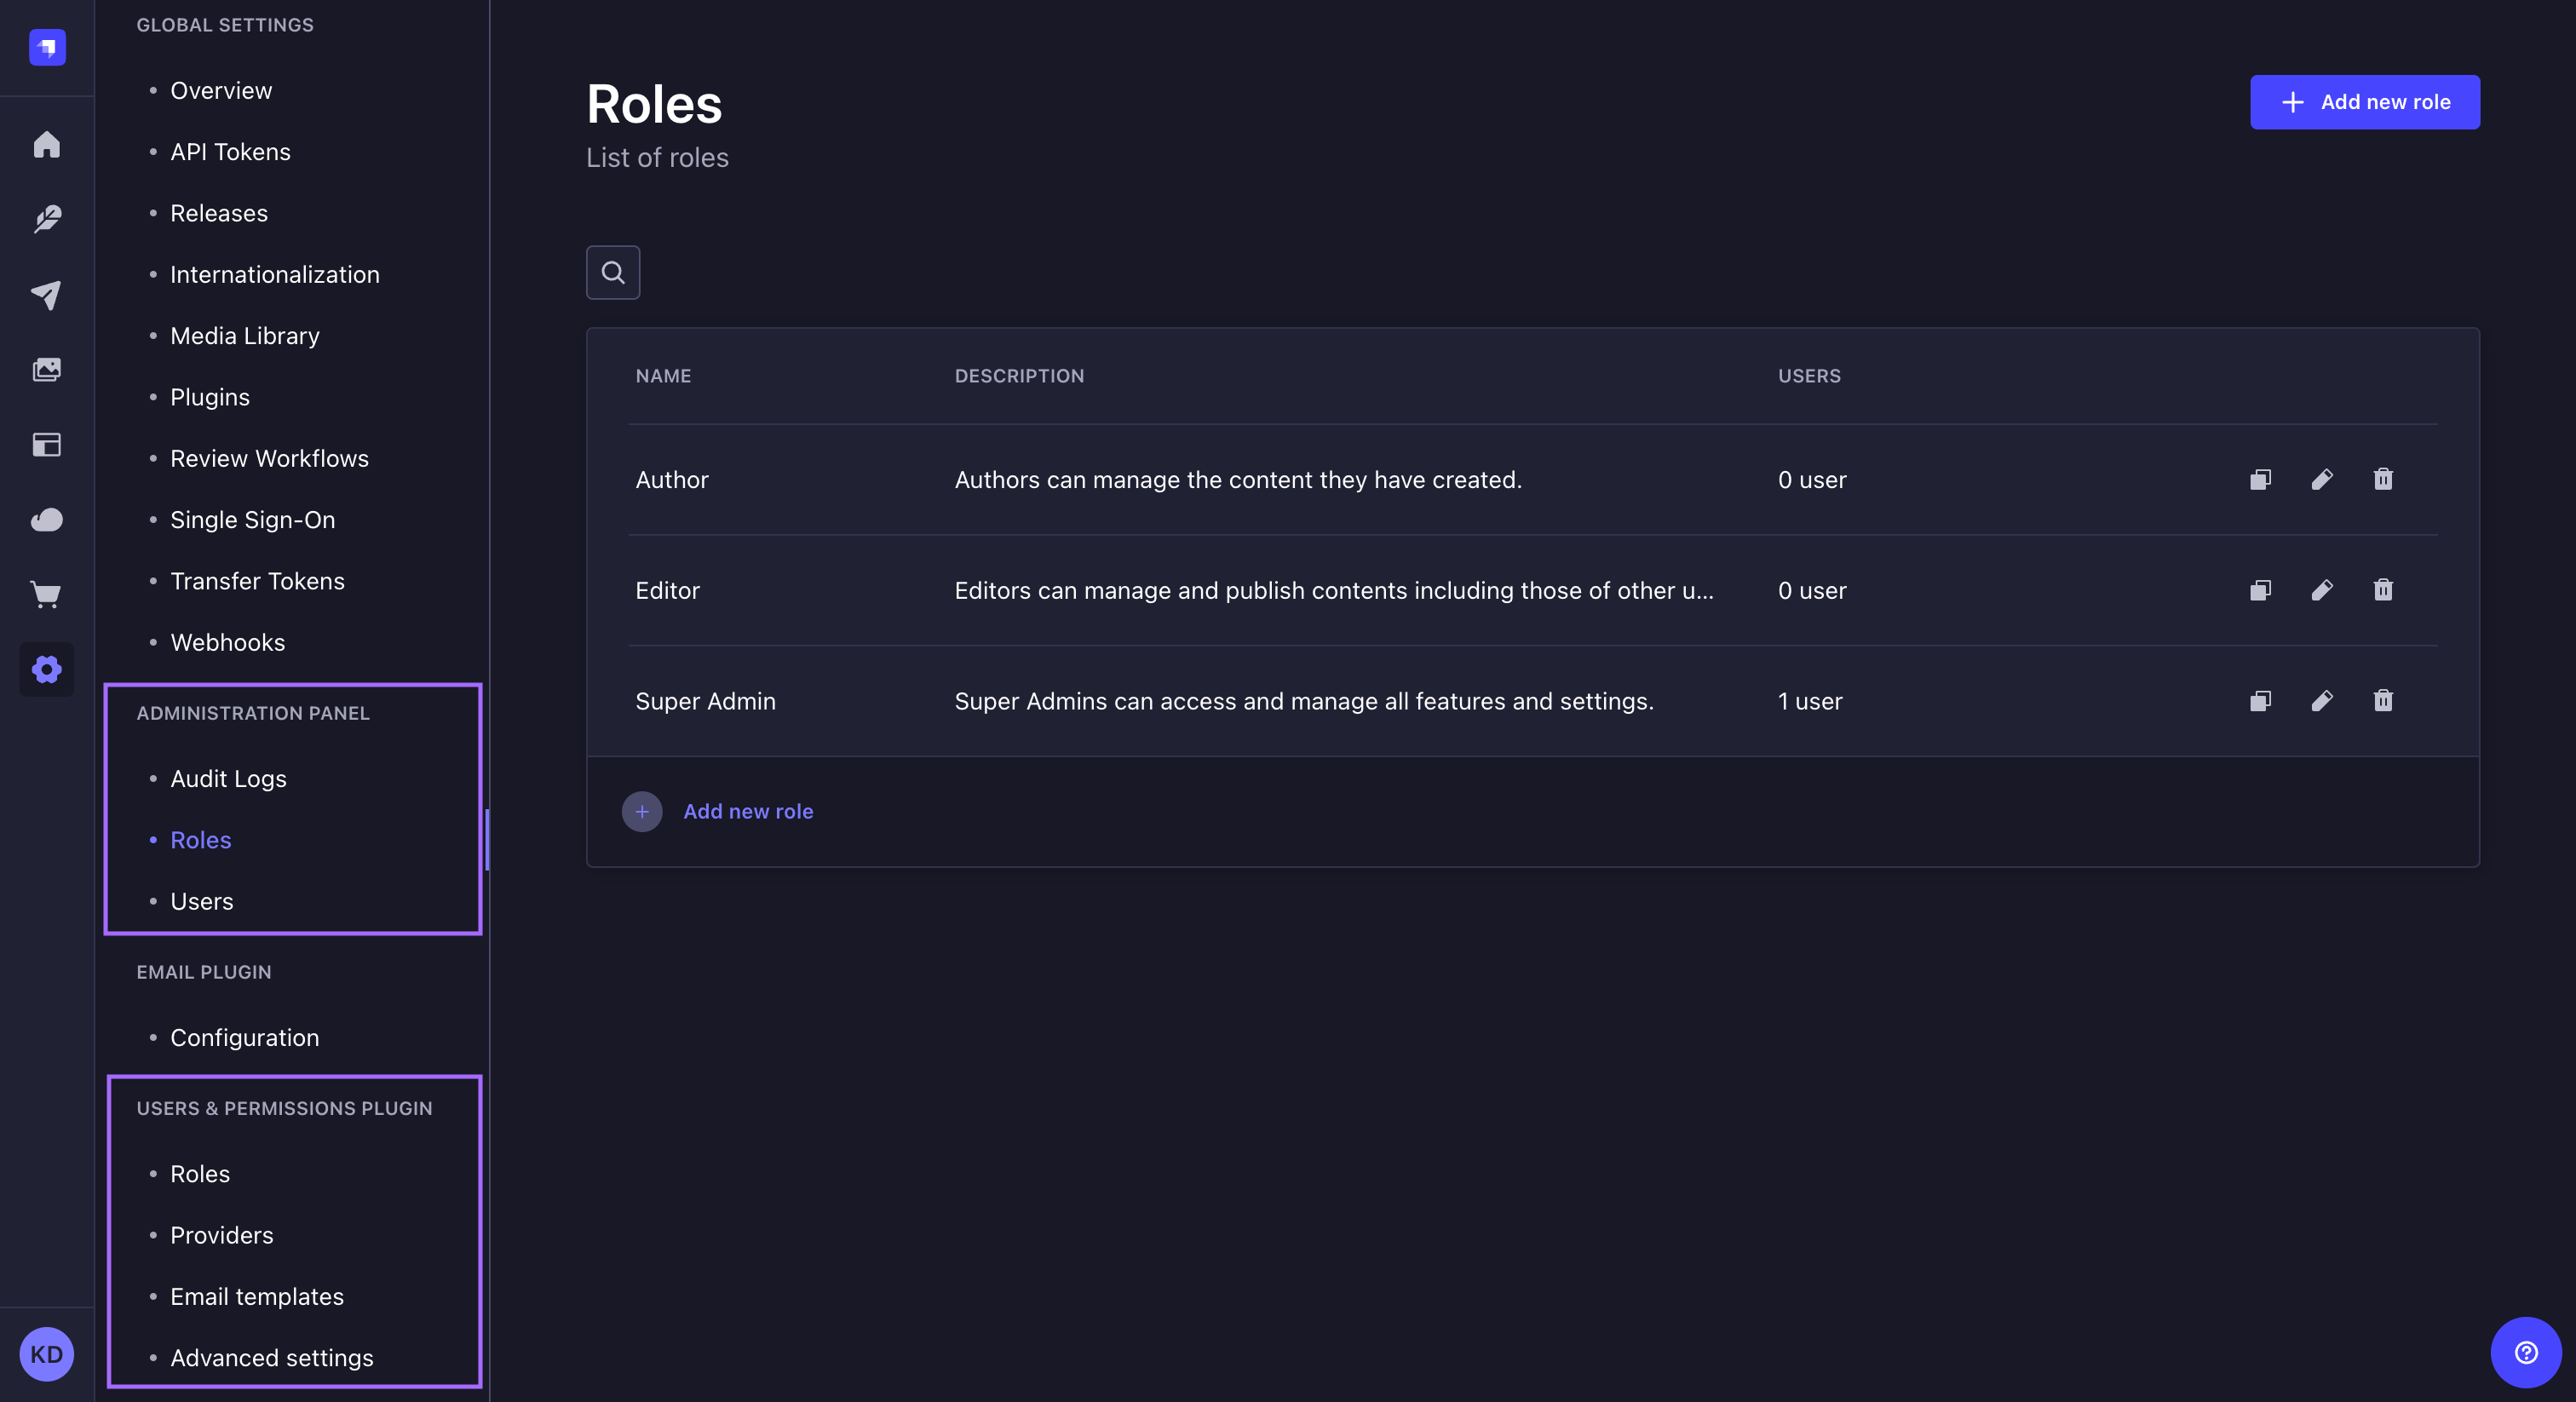 GLOBAL SETTINGS
Overview
API Tokens
Releases
Internationalization
Media Library
Plugins
Review Workflows
Single Sign-On
Transfer Tokens
Webhooks
ADMINISTRATION PANEL
Audit Logs
Roles
Users
EMAIL PLUGIN
Configuration
USERS & PERMISSIONS PLUGIN
Roles
Providers
Email templates
Advanced settings
KD
Roles
Add new role
List of roles
NAME DESCRIPTION USERS
Author Authors can manage the content they have created. 0 user
Editor Editors can manage and publish contents including those of other u... 0 user
Super Admin Super Admins can access and manage all features and settings. 1 user
Add new role